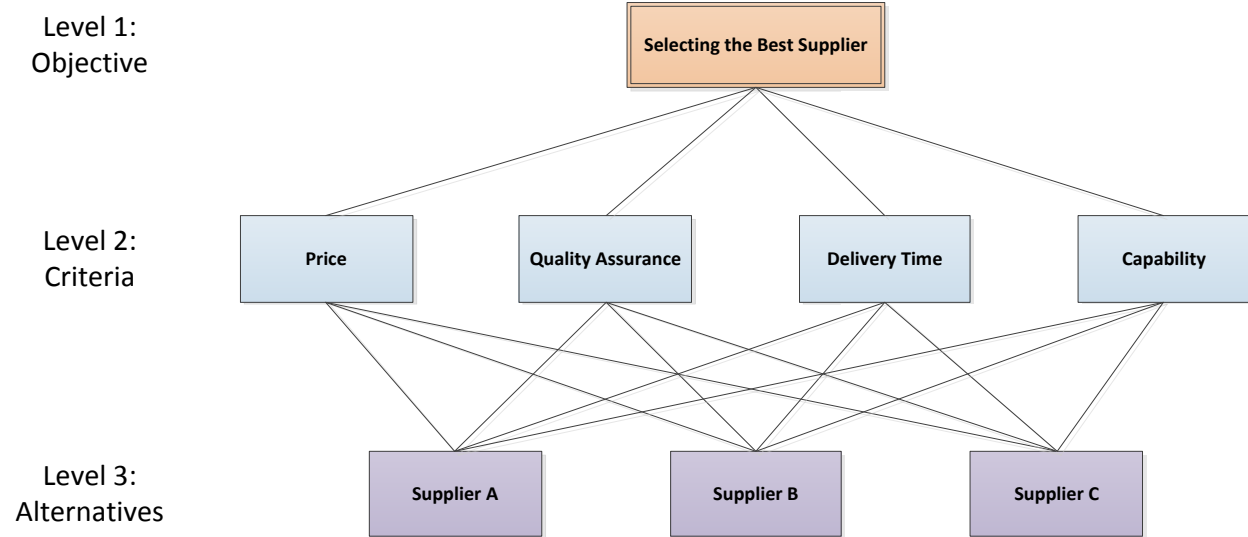 Level 1:
Objective
Selecting the Best Supplier
Level 2:
Criteria
Price
Quality Assurance
Delivery Time
Capability
Level 3:
Alternatives
Supplier A
Supplier B
Supplier C